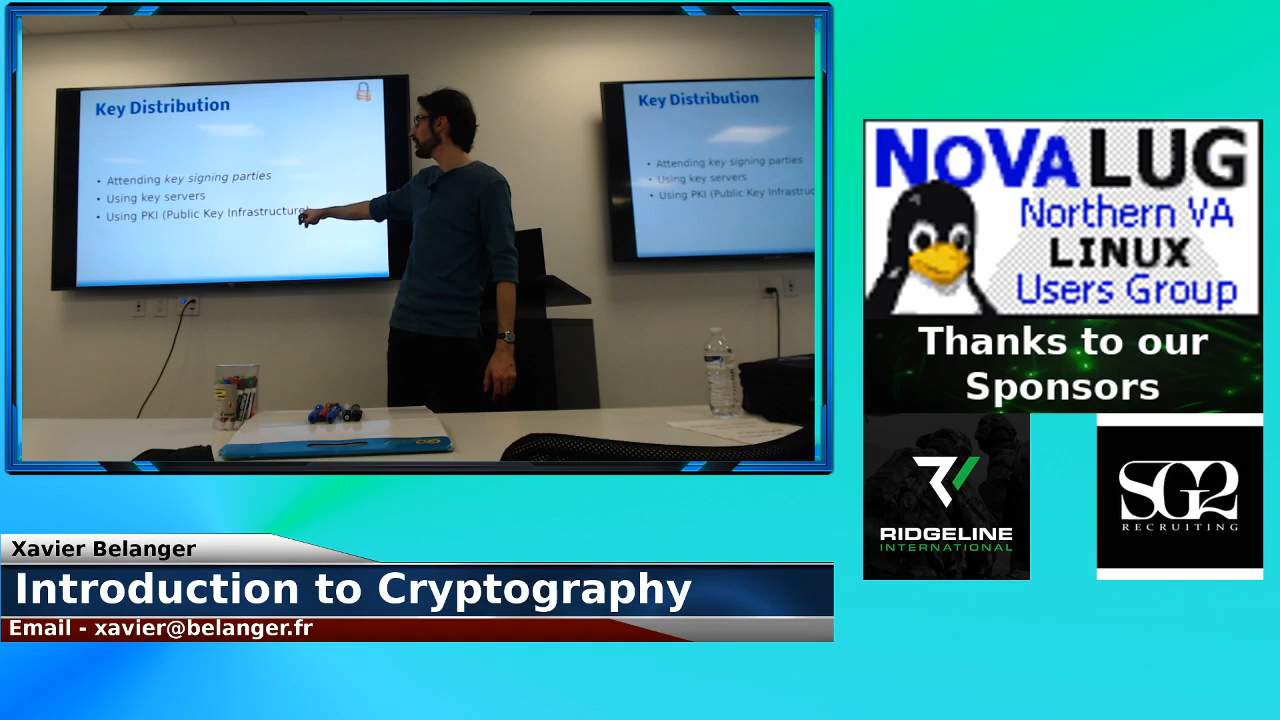 Key Distribution
• Attending key signing parties
• Using key servers
• Using PKI (Public Key Infrastructure)
Key Distribution
• Attending key signing parties
• Using key servers
• Using PKI (Public Key Infrastruc
NOVALUG
Northern VA
LINUX
Users Group
Thanks to our
Sponsors
RIDGELINE
INTERNATIONAL
SG2
RECRUITING
Xavier Belanger
Introduction to Cryptography
Email - xavier@belanger.fr